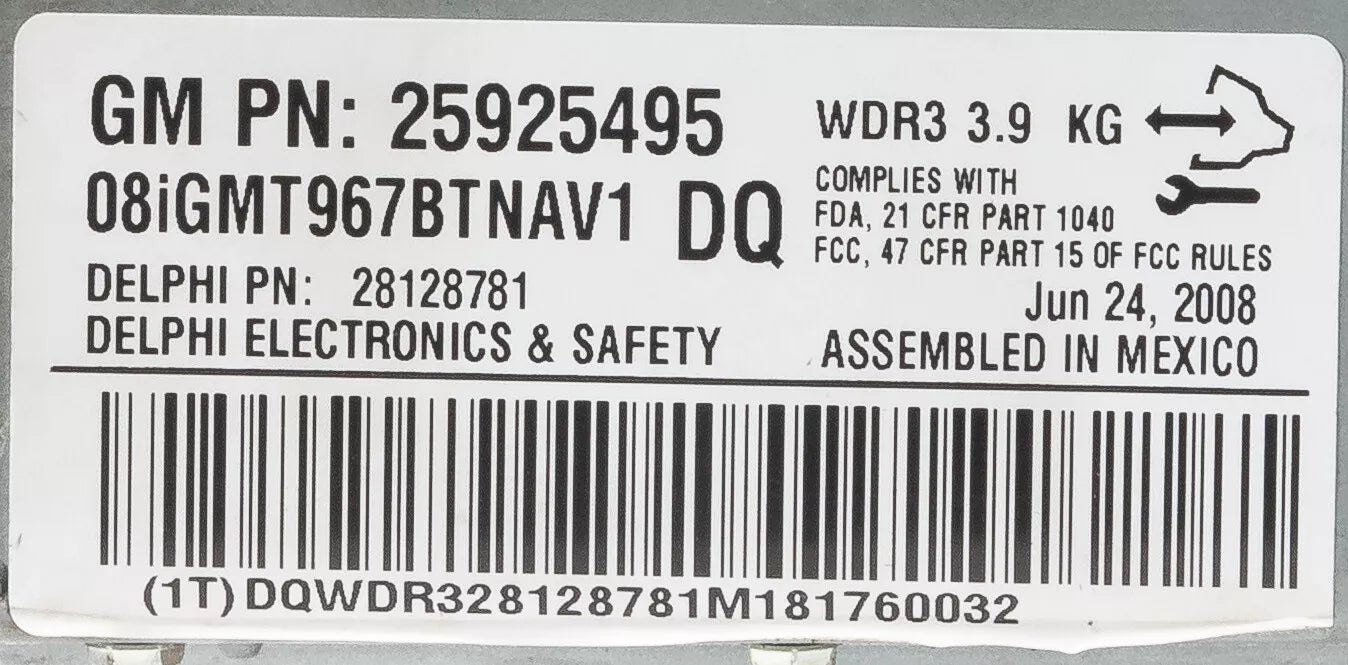 GM PN: 25925495
08iGMT967BTNAV1 DQ
DELPHI PN: 28128781
DELPHI ELECTRONICS & SAFETY
WDR3 3.9 KG
COMPLIES WITH
FDA, 21 CFR PART 1040
FCC, 47 CFR PART 15 OF FCC RULES
Jun 24, 2008
ASSEMBLED IN MEXICO
(1T)DQWDR328128781M181760032